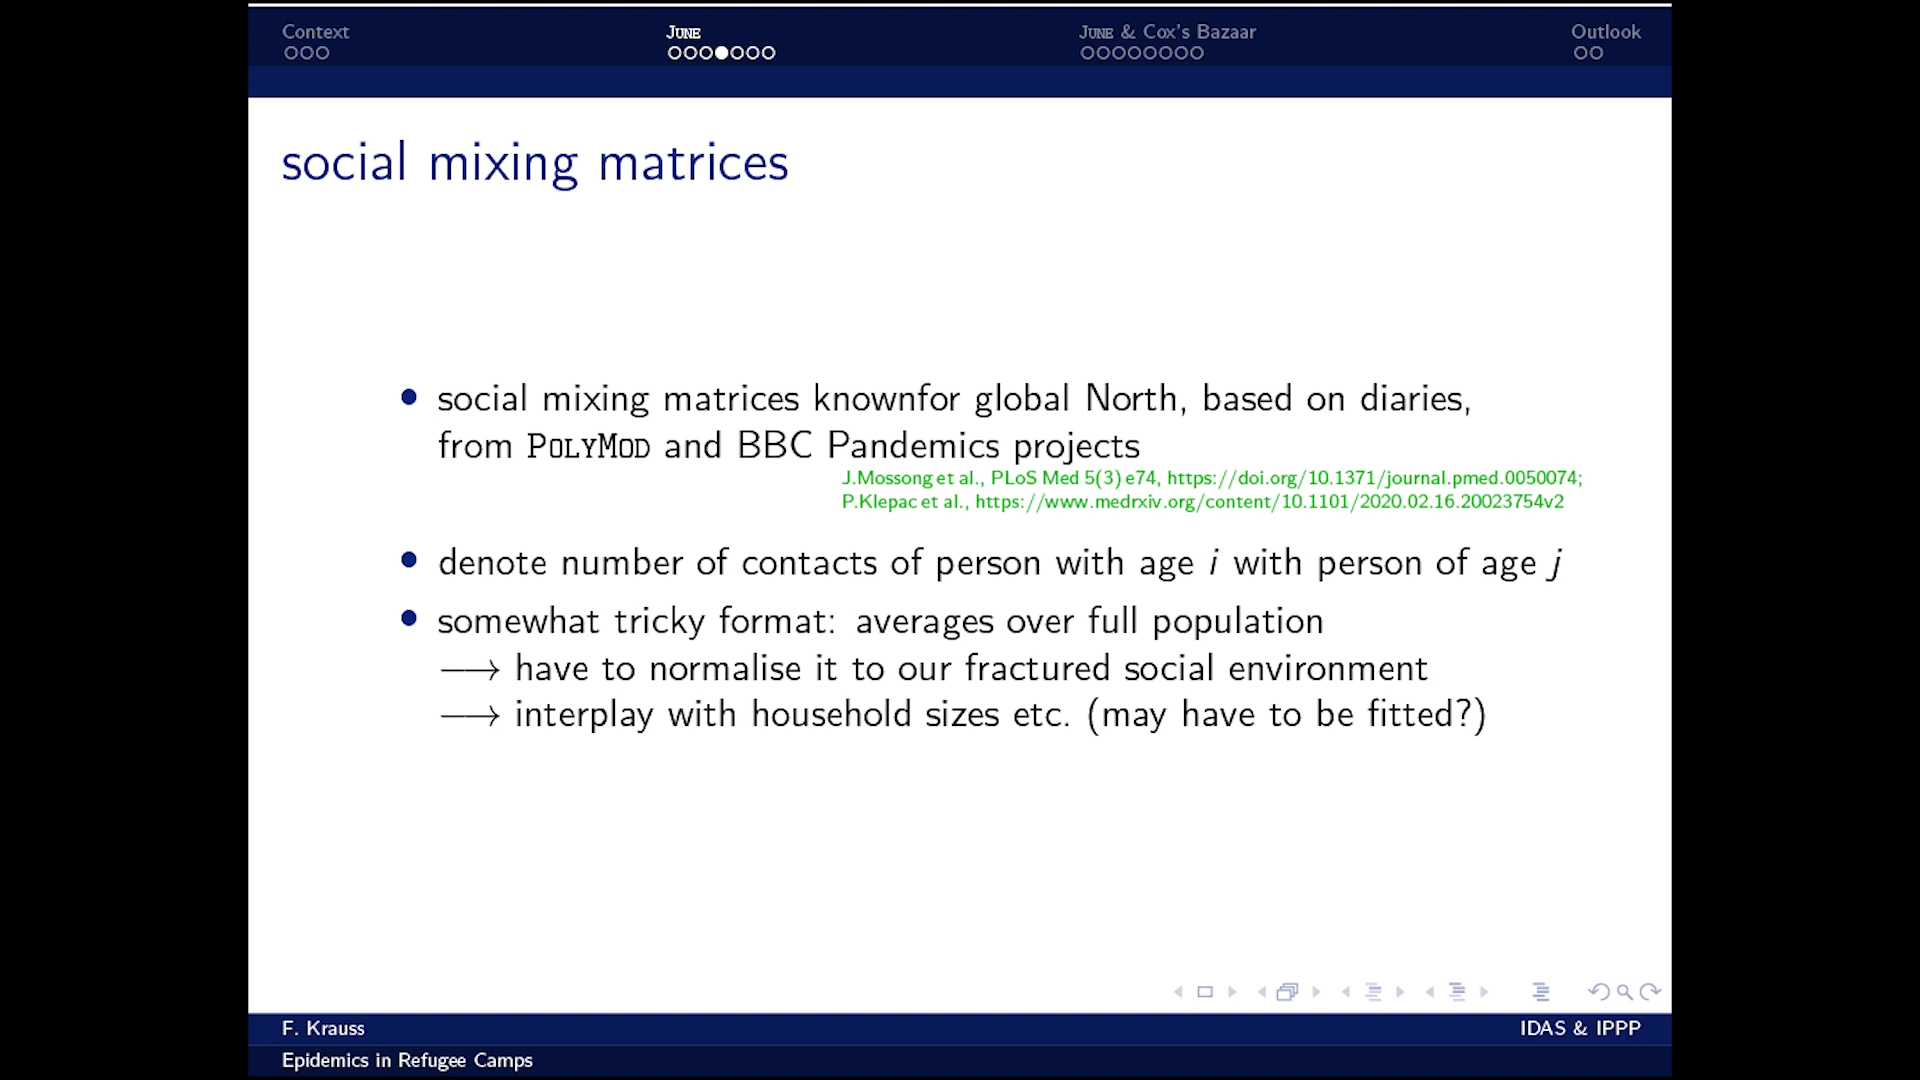 Context
JUNE
JUNE & Cox's Bazaar
Outlook
social mixing matrices
• social mixing matrices knownfor global North, based on diaries,
from POLYMOD and BBC Pandemics projects
J.Mossong et al., PLoS Med 5(3) e74, https://doi.org/10.1371/journal.pmed.0050074;
P.Klepac et al., https://www.medrxiv.org/content/10.1101/2020.02.16.20023754v2
• denote number of contacts of person with age i with person of age j
• somewhat tricky format: averages over full population
⟶ have to normalise it to our fractured social environment
⟶ interplay with household sizes etc. (may have to be fitted?)
F. Krauss
IDAS & IPPP
Epidemics in Refugee Camps